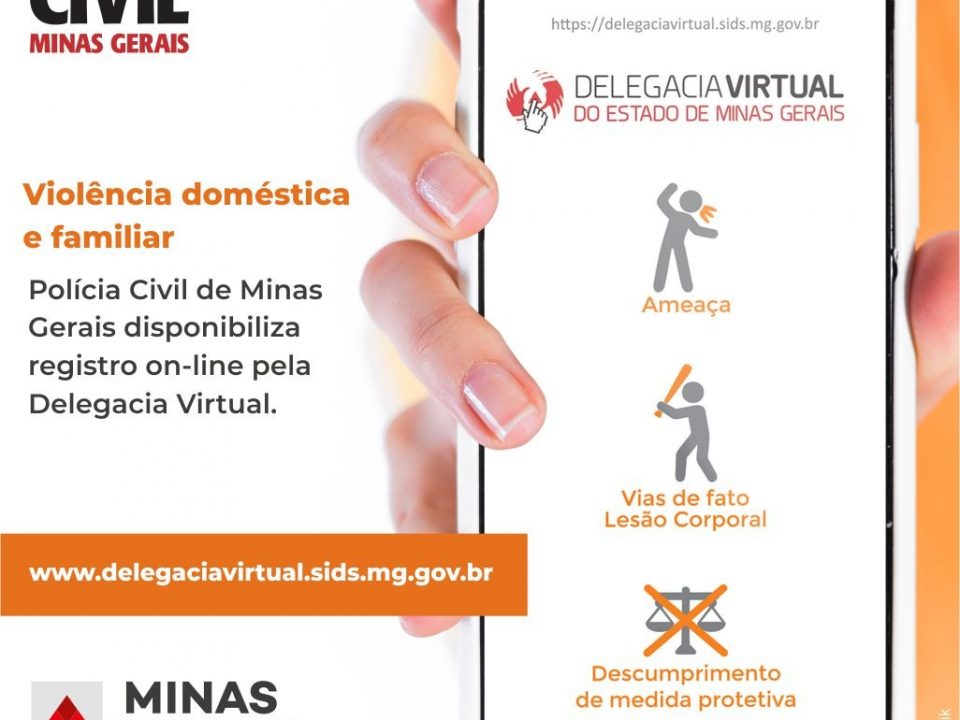 CIVIL
MINAS GERAIS
Violência doméstica
e familiar
Polícia Civil de Minas
Gerais disponibiliza
registro on-line pela
Delegacia Virtual.
www.delegaciavirtual.sids.mg.gov.br
MINAS
https://delegaciavirtual.sids.mg.gov.br
DELEGACIA VIRTUAL
DO ESTADO DE MINAS GERAIS
Ameaça
Vias de fato
Lesão Corporal
Descumprimento
de medida protetiva